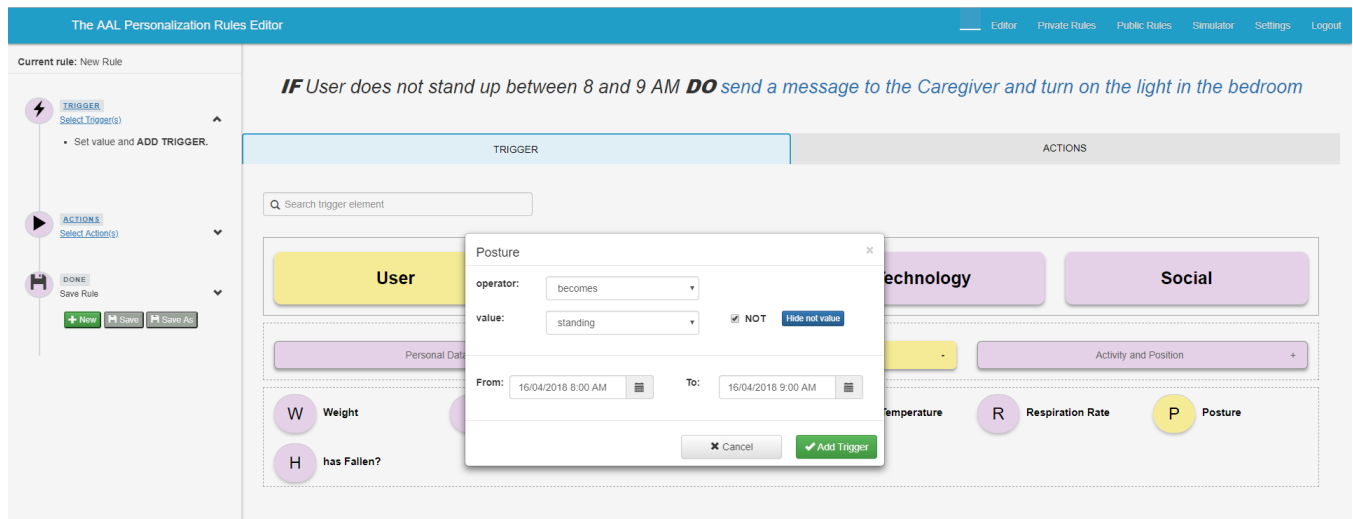 The AAL Personalization Rules Editor
Editor Private Rules Public Rules Simulator Settings Logout
Current rule: New Rule
IF User does not stand up between 8 and 9 AM DO send a message to the Caregiver and turn on the light in the bedroom
TRIGGER
Select Trigger(s)
Set value and ADD TRIGGER.
ACTIONS
Select Action(s)
DONE
Save Rule
+ New Save Save As
TRIGGER ACTIONS
Search trigger element
User echnology Social
Personal Data - Activity and Position +
W Weight emperature R Respiration Rate P Posture
H has Fallen?
Posture ×
operator: becomes
value: standing NOT Hide not value
From: 16/04/2018 8:00 AM To: 16/04/2018 9:00 AM
Cancel Add Trigger